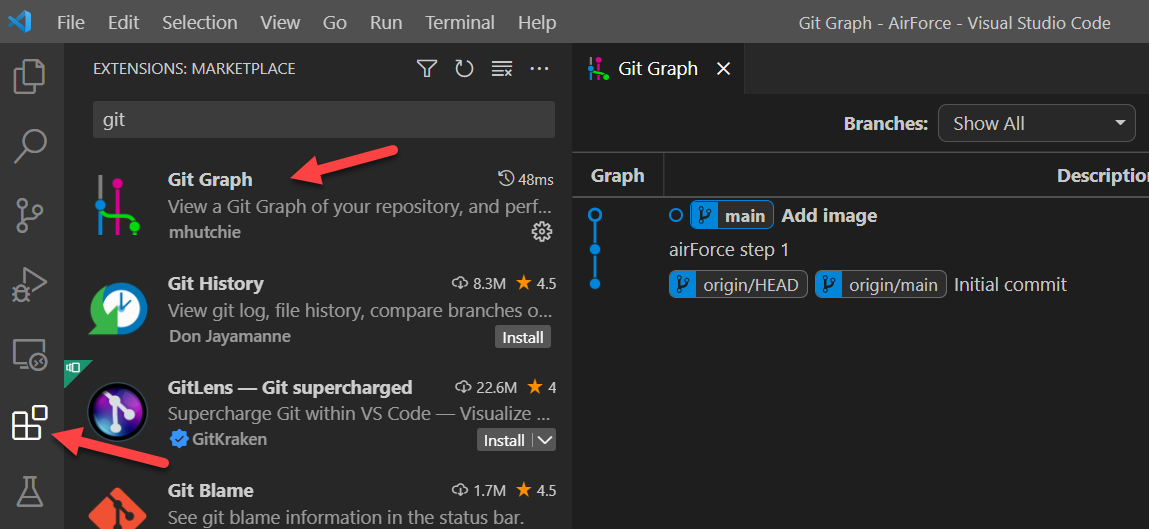 File Edit Selection View Go Run Terminal Help Git Graph - AirForce - Visual Studio Code
EXTENSIONS: MARKETPLACE
git
Git Graph 48ms
View a Git Graph of your repository, and perf...
mhutchie
Git History 8.3M 4.5
View git log, file history, compare branches o...
Don Jayamanne Install
GitLens — Git supercharged 22.6M 4
Supercharge Git within VS Code — Visualize ...
GitKraken Install
Git Blame 1.7M 4.5
See git blame information in the status bar.
Git Graph
Branches: Show All
Graph Descriptio
main Add image
airForce step 1
origin/HEAD origin/main Initial commit